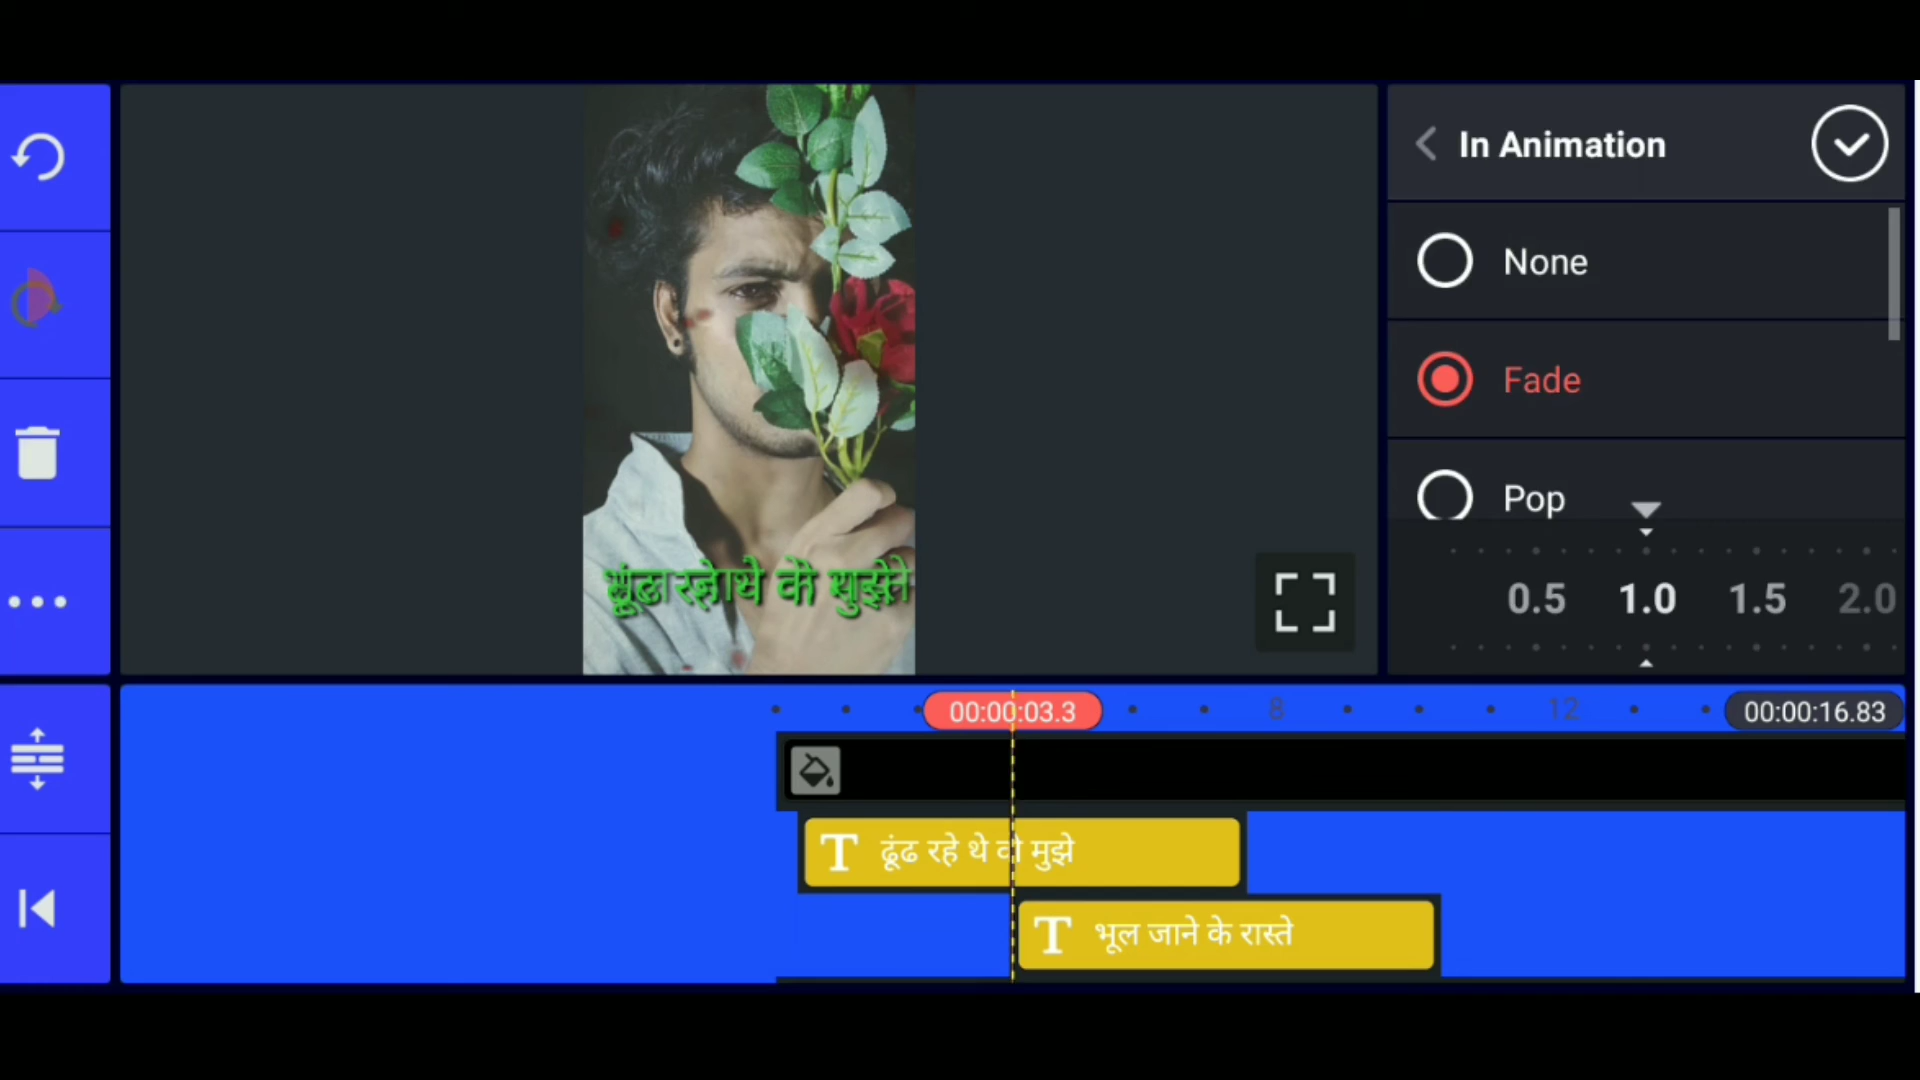 In Animation
None
Fade
Pop
0.5 1.0 1.5 2.0
00:00:03.3 8 12 00:00:16.83
T ढूंढ रहे थे वो मुझे
T भूल जाने के रास्ते